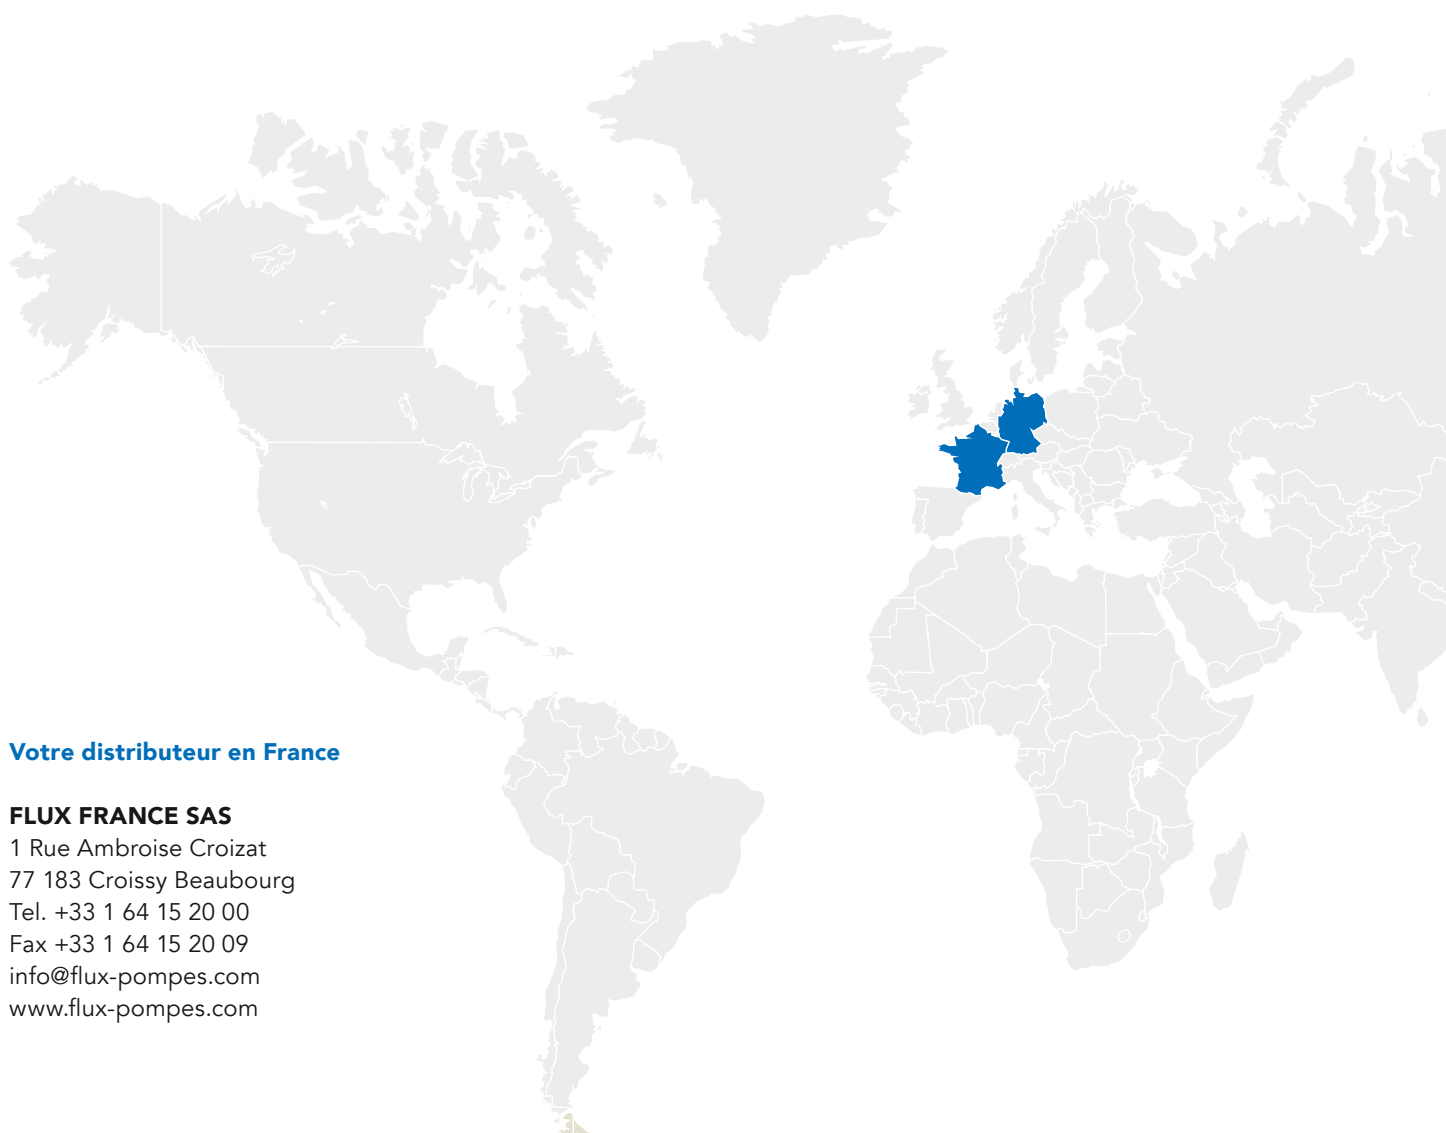 Votre distributeur en France
FLUX FRANCE SAS
1 Rue Ambroise Croizat
77 183 Croissy Beaubourg
Tel. +33 1 64 15 20 00
Fax +33 1 64 15 20 09
info@flux-pompes.com
www.flux-pompes.com